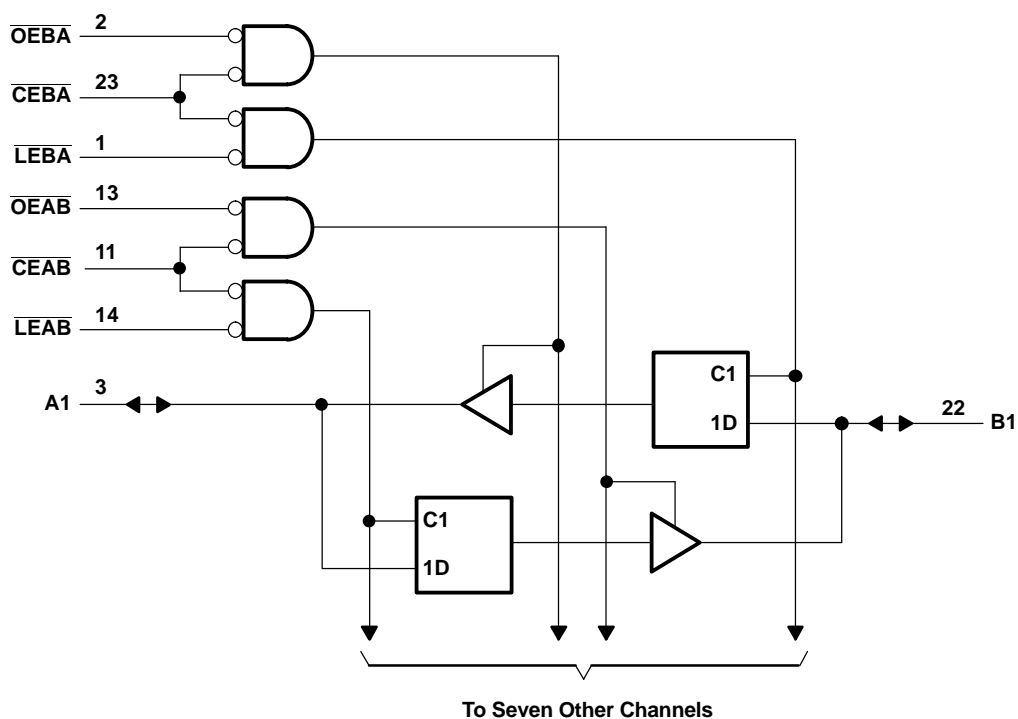 OEBA 2
CEBA 23
LEBA 1
OEAB 13
CEAB 11
LEAB 14
A1 3
C1
1D
22 B1
C1
1D
To Seven Other Channels